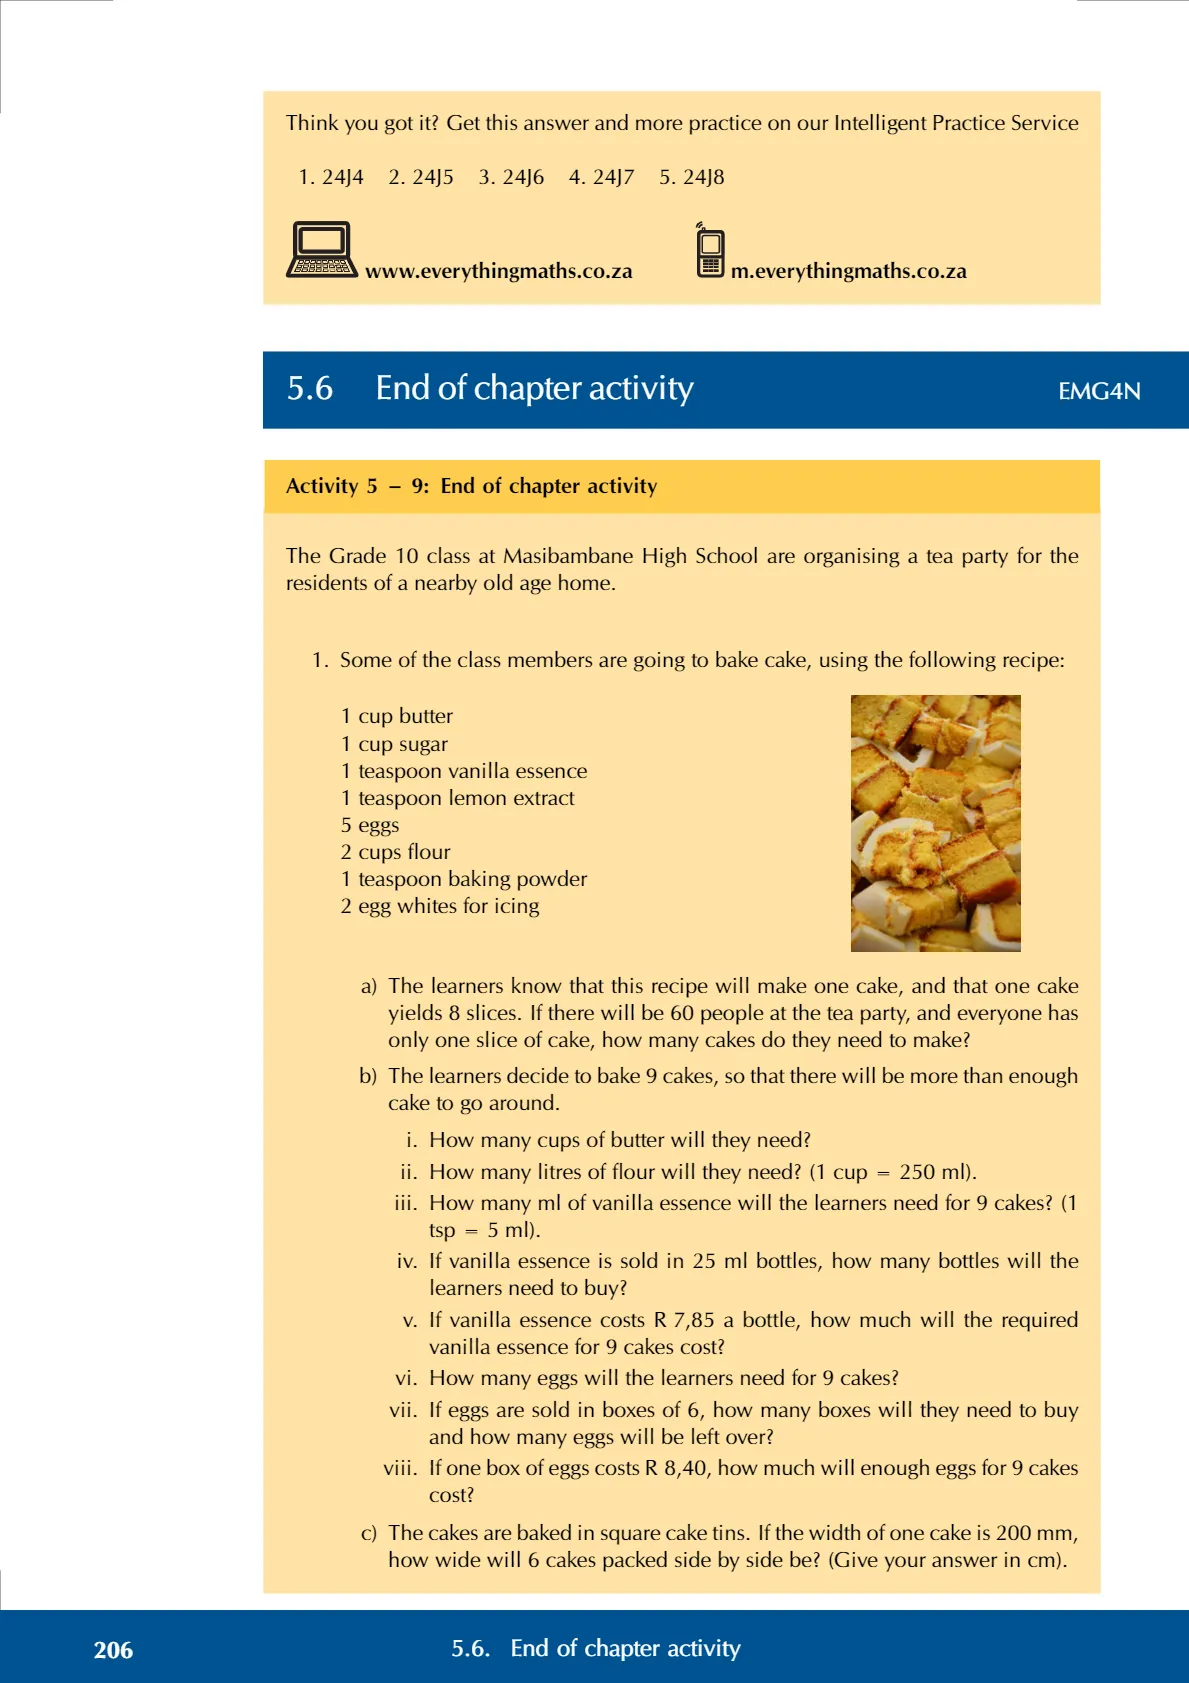 Think you got it? Get this answer and more practice on our Intelligent Practice Service
1. 24J4 2. 24J5 3. 24J6 4. 24J7 5. 24J8
www.everythingmaths.co.za m.everythingmaths.co.za
5.6 End of chapter activity EMG4N
Activity 5 – 9: End of chapter activity
The Grade 10 class at Masibambane High School are organising a tea party for the
residents of a nearby old age home.
1. Some of the class members are going to bake cake, using the following recipe:
1 cup butter
1 cup sugar
1 teaspoon vanilla essence
1 teaspoon lemon extract
5 eggs
2 cups flour
1 teaspoon baking powder
2 egg whites for icing
a) The learners know that this recipe will make one cake, and that one cake
yields 8 slices. If there will be 60 people at the tea party, and everyone has
only one slice of cake, how many cakes do they need to make?
b) The learners decide to bake 9 cakes, so that there will be more than enough
cake to go around.
i. How many cups of butter will they need?
ii. How many litres of flour will they need? (1 cup = 250 ml).
iii. How many ml of vanilla essence will the learners need for 9 cakes? (1
tsp = 5 ml).
iv. If vanilla essence is sold in 25 ml bottles, how many bottles will the
learners need to buy?
v. If vanilla essence costs R 7,85 a bottle, how much will the required
vanilla essence for 9 cakes cost?
vi. How many eggs will the learners need for 9 cakes?
vii. If eggs are sold in boxes of 6, how many boxes will they need to buy
and how many eggs will be left over?
viii. If one box of eggs costs R 8,40, how much will enough eggs for 9 cakes
cost?
c) The cakes are baked in square cake tins. If the width of one cake is 200 mm,
how wide will 6 cakes packed side by side be? (Give your answer in cm).
206 5.6. End of chapter activity